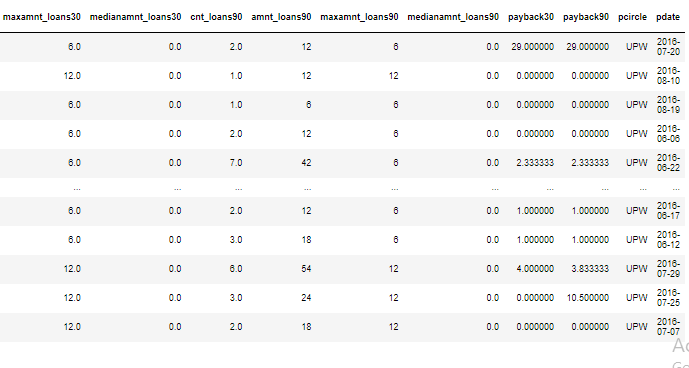 maxamnt_loans30 medianamnt_loans30 cnt_loans90 amnt_loans90 maxamnt_loans90 medianamnt_loans90 payback30 payback90 pcircle pdate
6.0 0.0 2.0 12 6 0.0 29.000000 29.000000 UPW 2016-07-20
12.0 0.0 1.0 12 12 0.0 0.000000 0.000000 UPW 2016-08-10
6.0 0.0 1.0 6 6 0.0 0.000000 0.000000 UPW 2016-08-19
6.0 0.0 2.0 12 6 0.0 0.000000 0.000000 UPW 2016-06-06
6.0 0.0 7.0 42 6 0.0 2.333333 2.333333 UPW 2016-06-22
... ... ... ... ... ... ... ... ... ...
6.0 0.0 2.0 12 6 0.0 1.000000 1.000000 UPW 2016-06-17
6.0 0.0 3.0 18 6 0.0 1.000000 1.000000 UPW 2016-06-12
12.0 0.0 6.0 54 12 0.0 4.000000 3.833333 UPW 2016-07-29
12.0 0.0 3.0 24 12 0.0 0.000000 10.500000 UPW 2016-07-25
12.0 0.0 2.0 18 12 0.0 0.000000 0.000000 UPW 2016-07-07
Ac